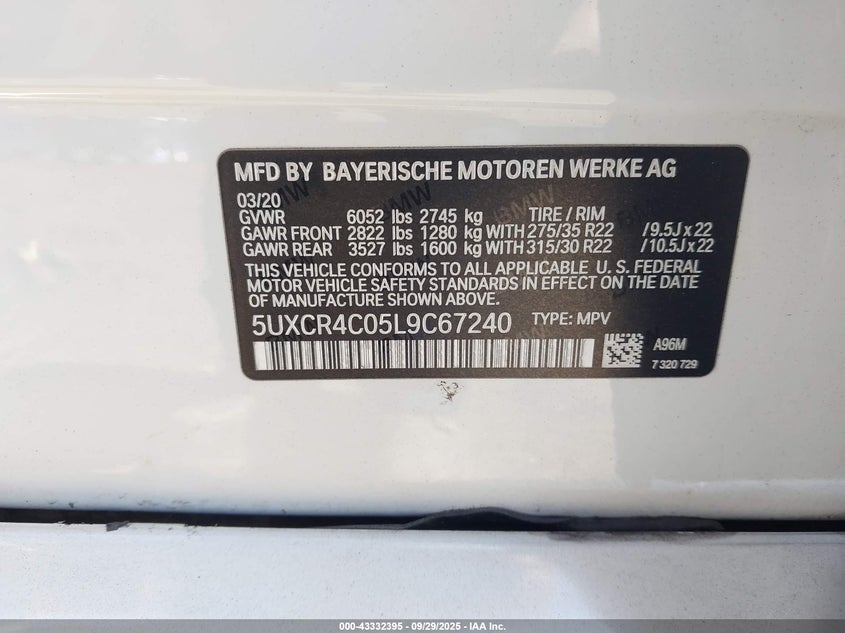 MFD BY BAYERISCHE MOTOREN WERKE AG
03/20
GVWR 6052 lbs 2745 kg TIRE / RIM
GAWR FRONT 2822 lbs 1280 kg WITH 275/35 R22 /9.5J x 22
GAWR REAR 3527 lbs 1600 kg WITH 315/30 R22 /10.5J x 22
THIS VEHICLE CONFORMS TO ALL APPLICABLE U. S. FEDERAL
MOTOR VEHICLE SAFETY STANDARDS IN EFFECT ON THE DATE
OF MANUFACTURE SHOWN ABOVE.
5UXCR4C05L9C67240 TYPE: MPV
A96M
7 320 729
000-43332395 - 09/29/2025 - IAA Inc.